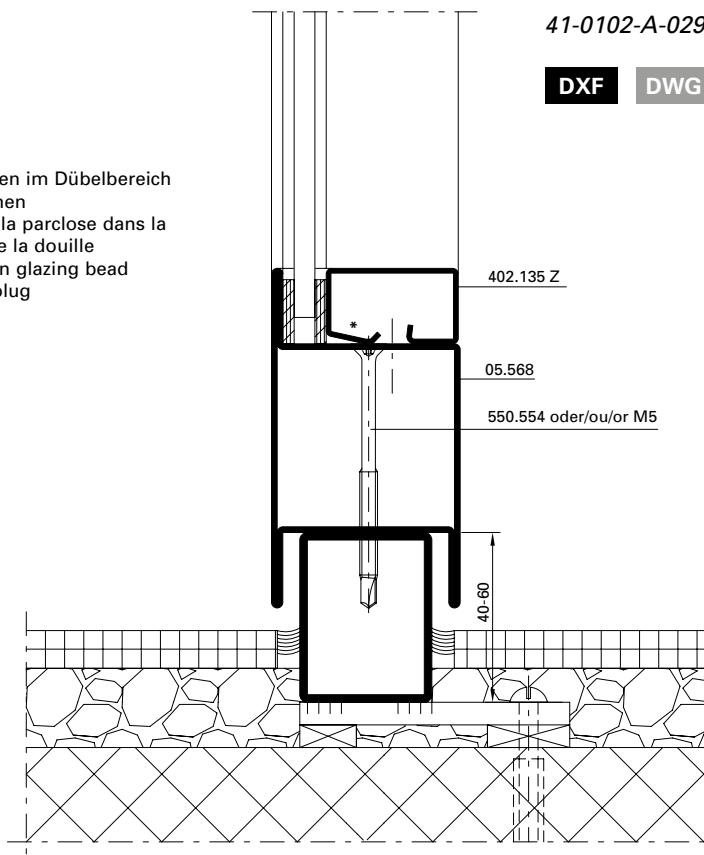 41-0102-A-029
DXF DWG
en im Dübelbereich
la parclose dans la
e la douille
n glazing bead
plug
402.135 Z
*
05.568
550.554 oder/ou/or M5
40-60